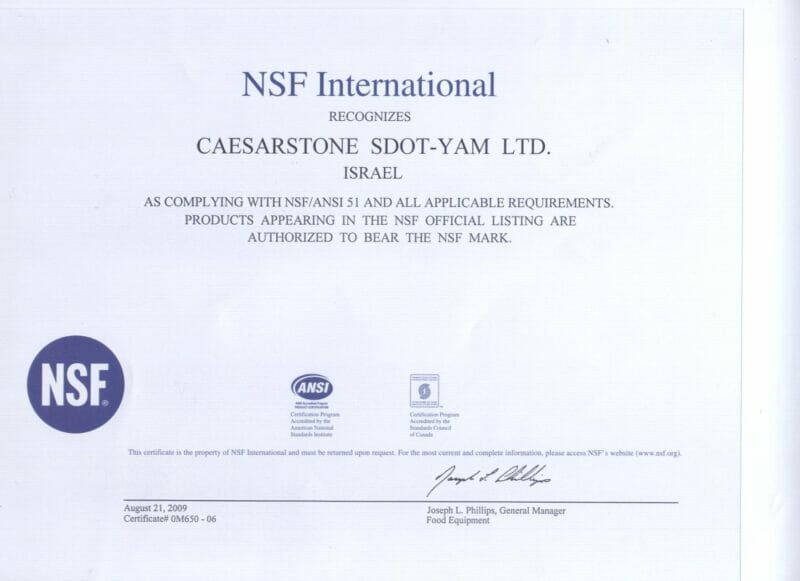 NSF International
RECOGNIZES
CAESARSTONE SDOT-YAM LTD.
ISRAEL
AS COMPLYING WITH NSF/ANSI 51 AND ALL APPLICABLE REQUIREMENTS.
PRODUCTS APPEARING IN THE NSF OFFICIAL LISTING ARE
AUTHORIZED TO BEAR THE NSF MARK.
NSF®
ANSI
Certification Program
Accredited by the
American National
Standards Institute
Certification Program
Accredited by the
Standards Council
of Canada
This certificate is the property of NSF International and must be returned upon request. For the most current and complete information, please access NSF's website (www.nsf.org).
Joseph L. Phillips
August 21, 2009
Certificate# 0M650 - 06
Joseph L. Phillips, General Manager
Food Equipment